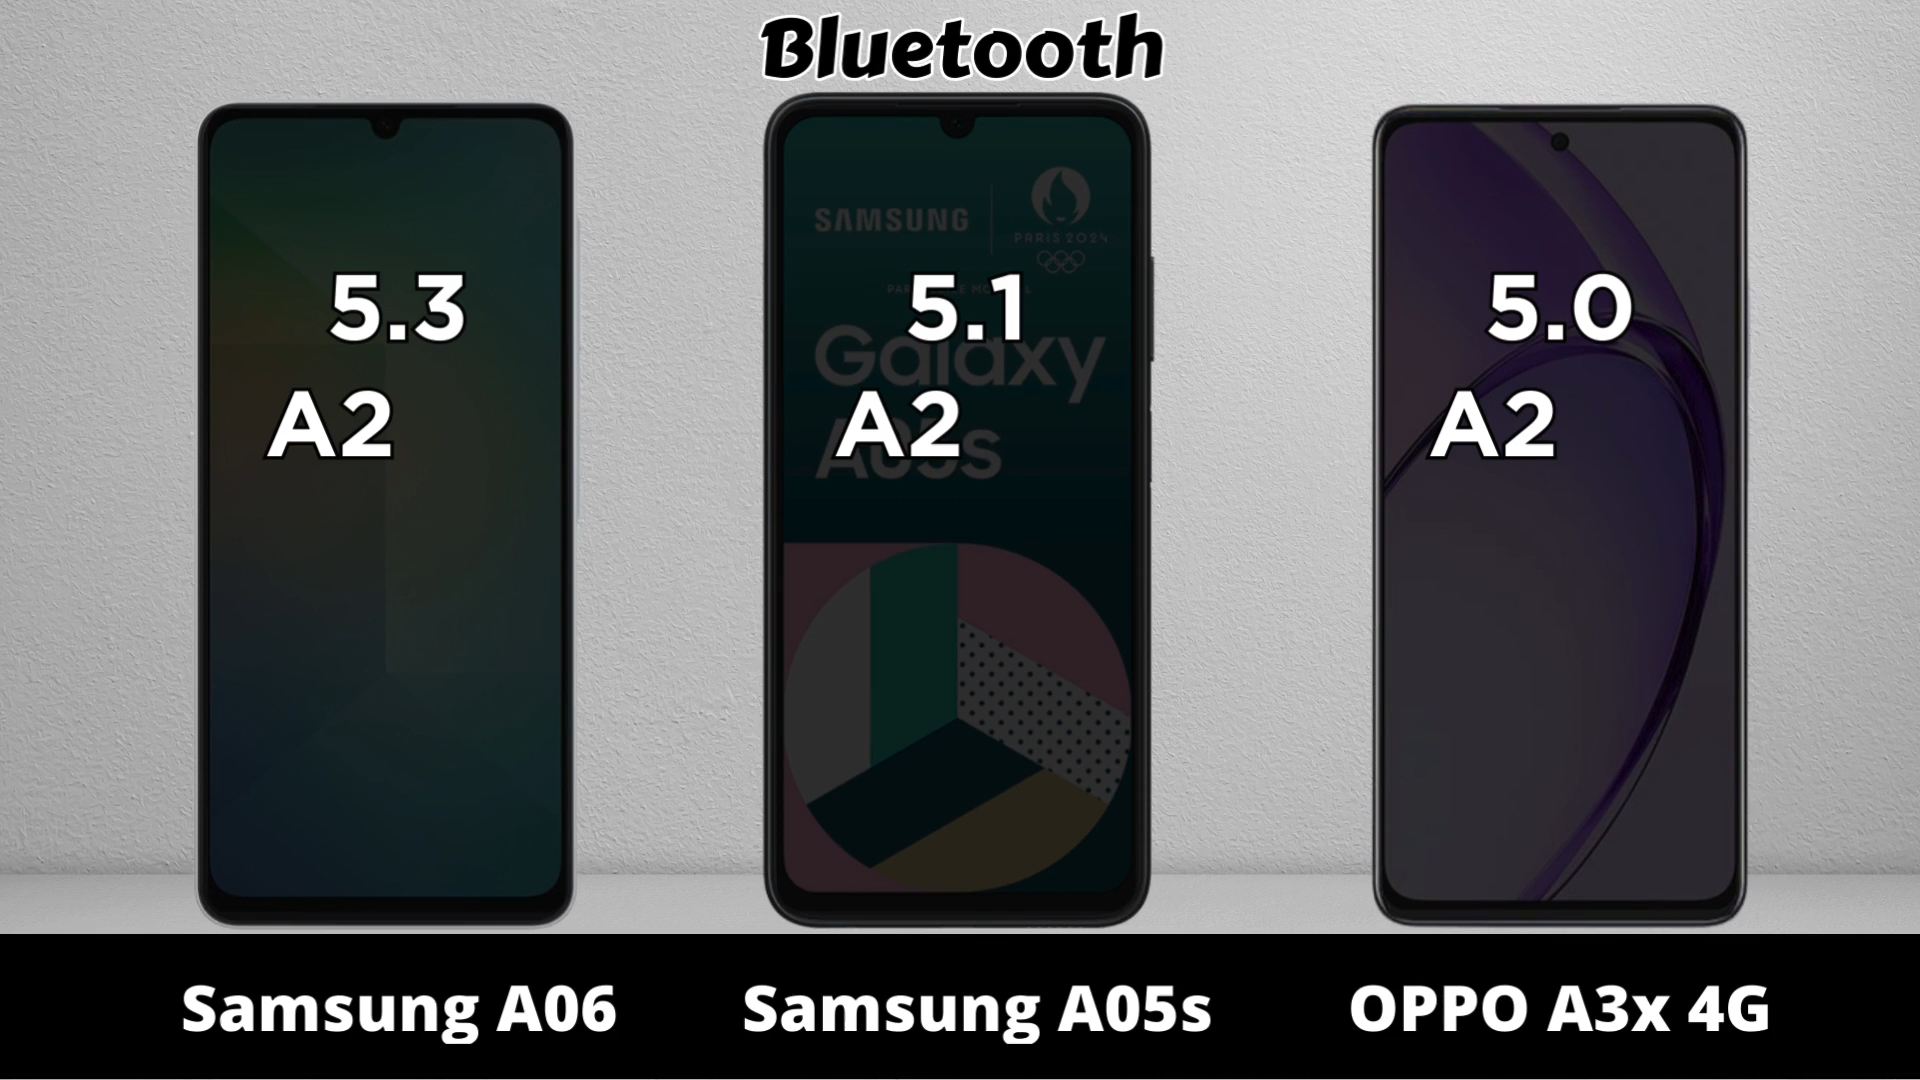 Bluetooth
5.3
A2
SAMSUNG
PARIS 2024
5.1
Galaxy
A05s
A2
5.0
A2
Samsung A06
Samsung A05s
OPPO A3x 4G